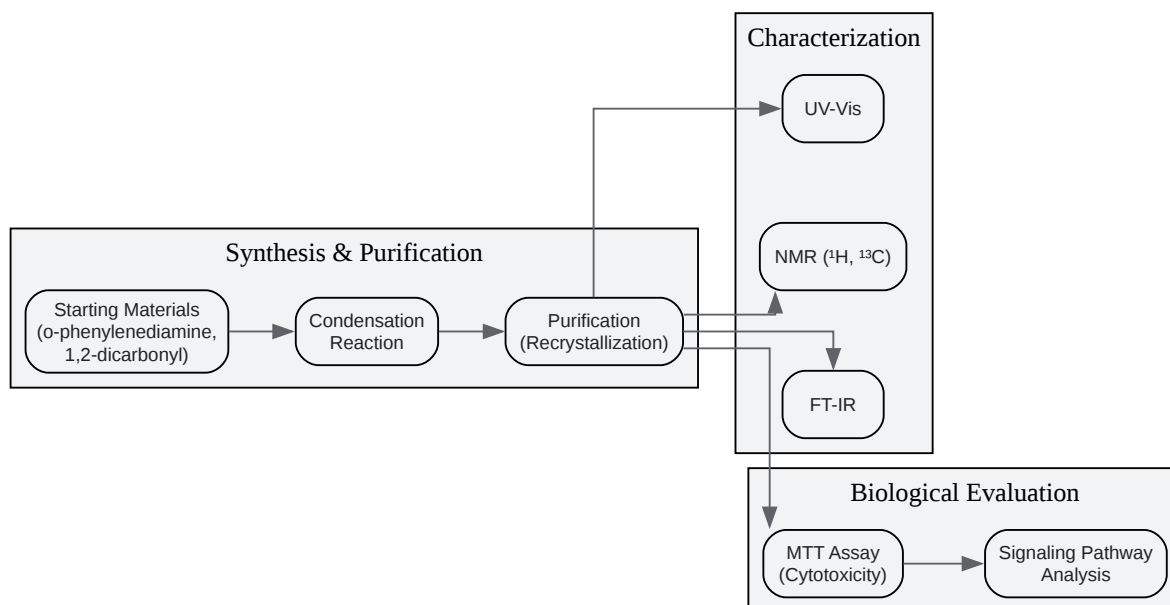 Characterization
UV-Vis
NMR (¹H, ¹³C)
FT-IR
Synthesis & Purification
Starting Materials
(o-phenylenediamine,
1,2-dicarbonyl)
Condensation
Reaction
Purification
(Recrystallization)
Biological Evaluation
MTT Assay
(Cytotoxicity)
Signaling Pathway
Analysis